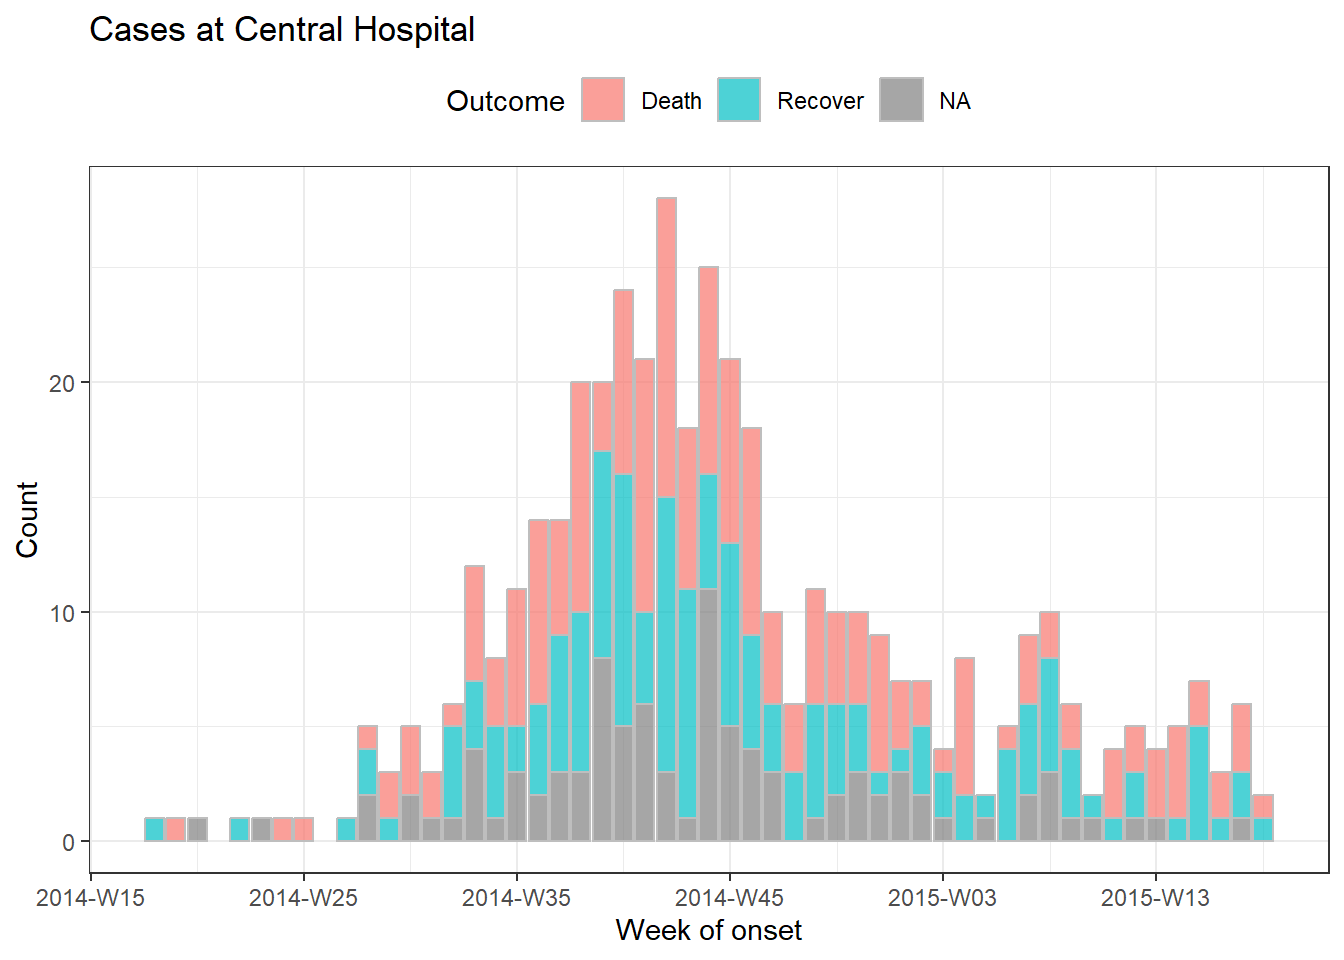 Cases at Central Hospital
Outcome Death Recover NA
Count
20
10
0
2014-W15 2014-W25 2014-W35 2014-W45 2015-W03 2015-W13
Week of onset